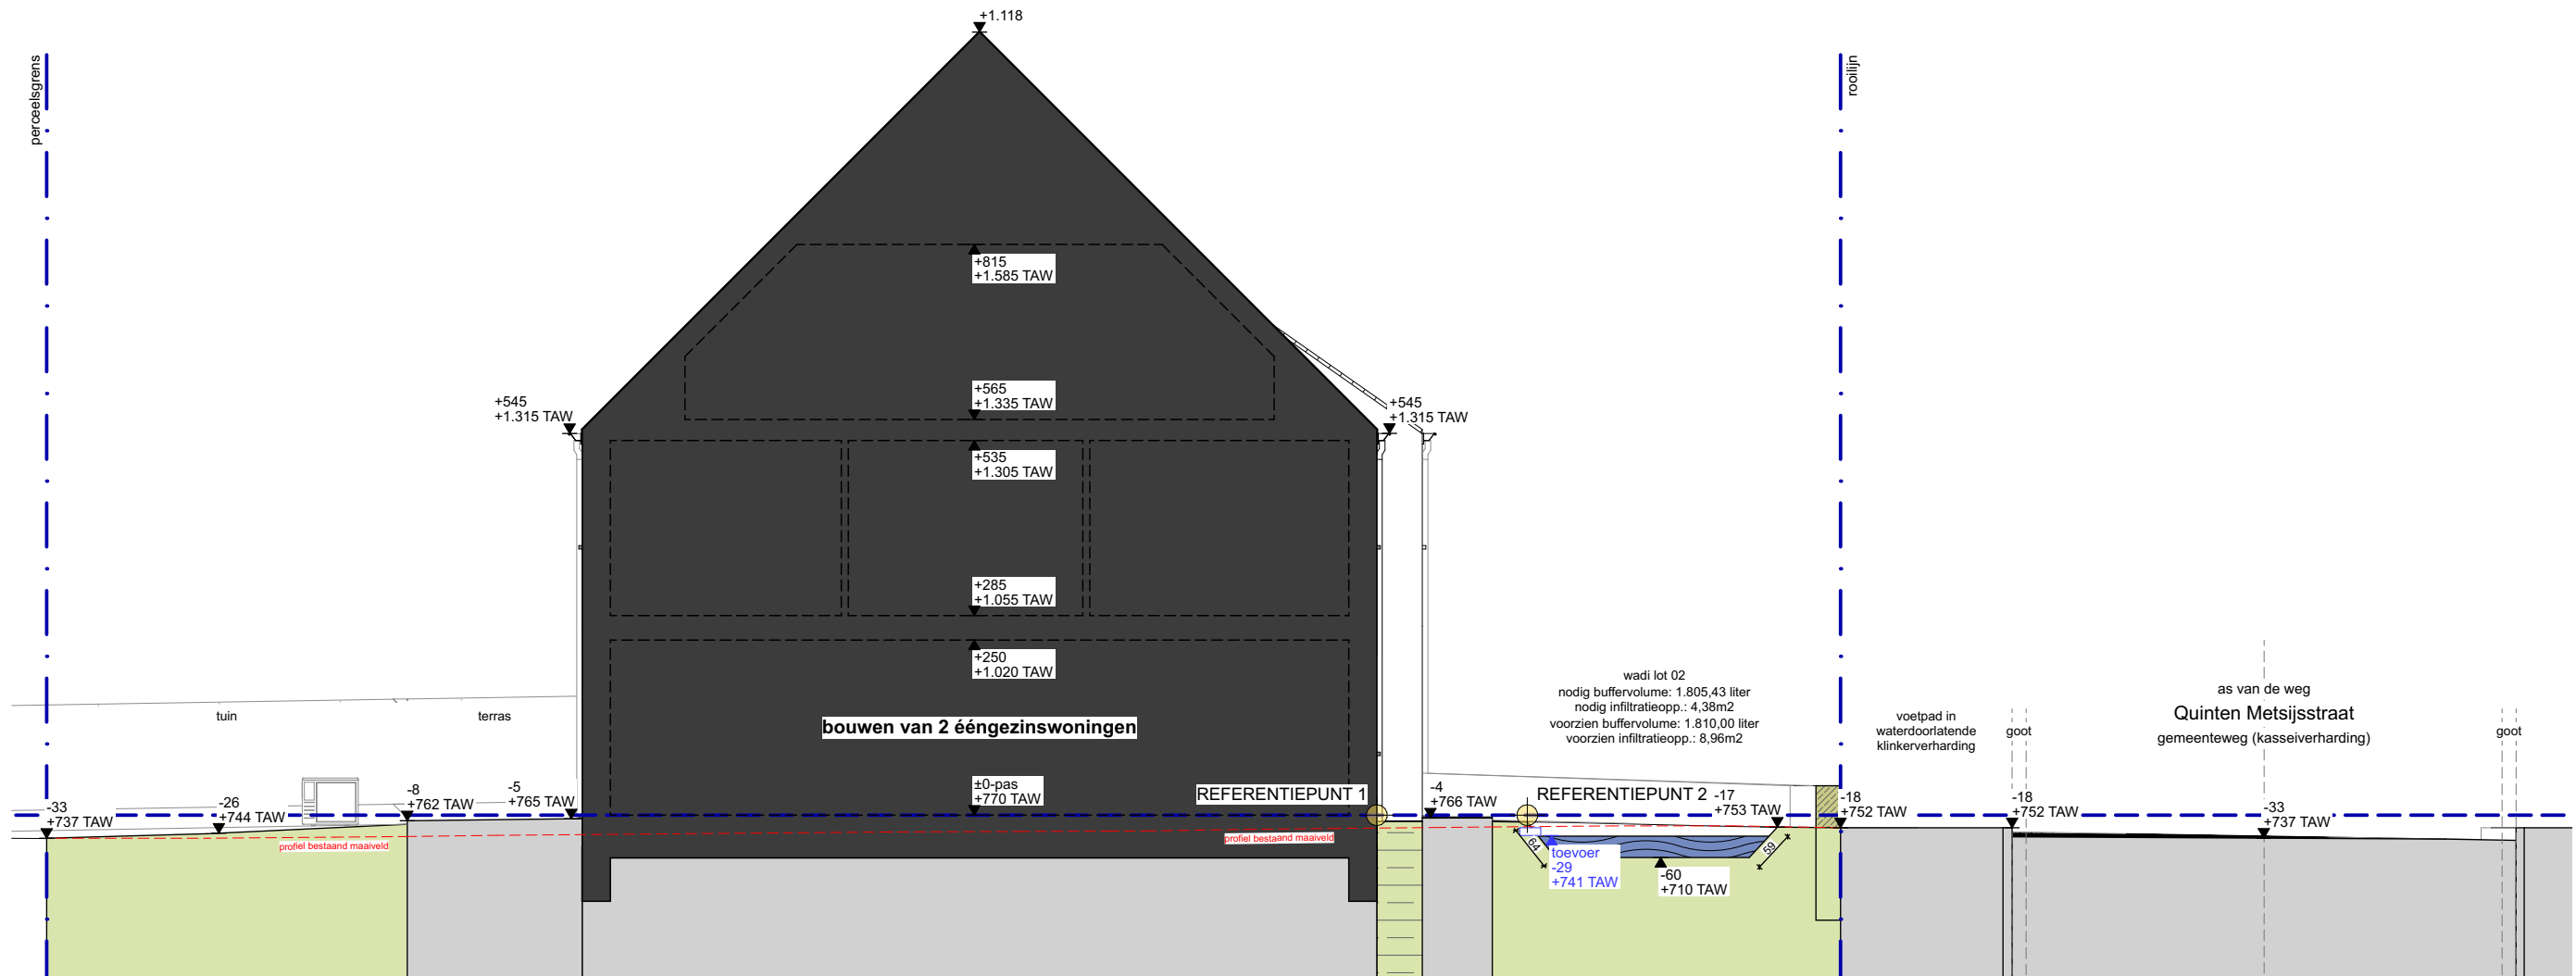 +1.118
perceelsgrens
rooilijn
+815
+1.585 TAW
+565
+1.335 TAW
+545
+1.315 TAW
+545
+1.315 TAW
+535
+1.305 TAW
+285
+1.055 TAW
+250
+1.020 TAW
bouwen van 2 ééngezinswoningen
tuin
terras
wadi lot 02
nodig buffervolume: 1.805,43 liter
nodig infiltratieopp.: 4,38m2
voorzien buffervolume: 1.810,00 liter
voorzien infiltratieopp.: 8,96m2
voetpad in
waterdoorlatende
klinkerverharding
goot
as van de weg
Quinten Metsijsstraat
gemeenteweg (kasseiverharding)
goot
-33
+737 TAW
-26
+744 TAW
-8
+762 TAW
-5
+765 TAW
±0-pas
+770 TAW
REFERENTIEPUNT 1
-4
+766 TAW
REFERENTIEPUNT 2
-17
+753 TAW
-18
+752 TAW
-18
+752 TAW
-33
+737 TAW
profiel bestaand maaiveld
profiel bestaand maaiveld
64
toevoer
-29
+741 TAW
-60
+710 TAW
59